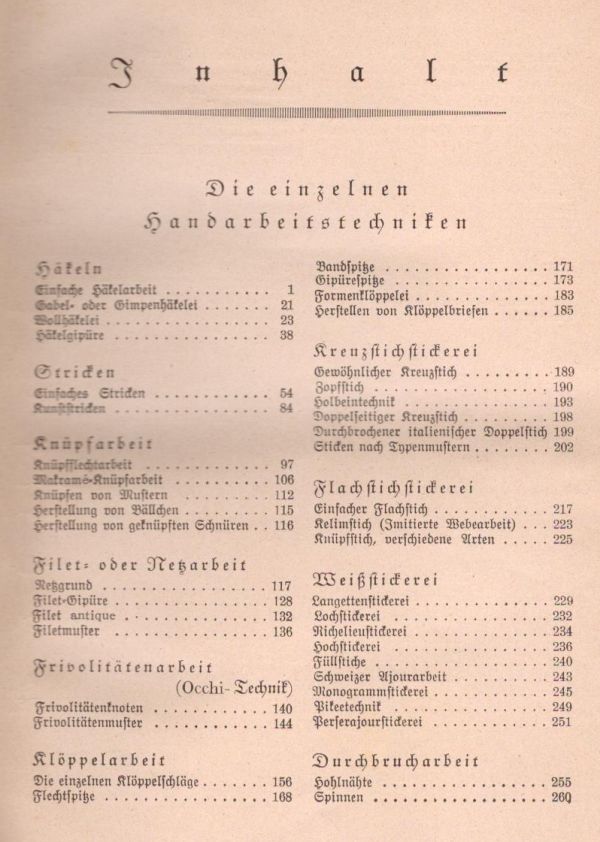 Inhalt
Die einzelnen
Handarbeitstechniken
Häkeln
Einfache Häkelarbeit . . . . . . . . . . . 1
Gabel- oder Gimpenhäkelei . . . . . . . 21
Wollhäkelei . . . . . . . . . . . . . . . . 23
Häkelgipüre . . . . . . . . . . . . . . . . 38
Stricken
Einfaches Stricken . . . . . . . . . . . . 54
Kunststricken . . . . . . . . . . . . . . . 84
Knüpfarbeit
Knüpfflechtarbeit . . . . . . . . . . . . 97
Makramé-Knüpfarbeit . . . . . . . . . . 106
Knüpfen von Mustern . . . . . . . . . 112
Herstellung von Bällchen . . . . . . . . 115
Herstellung von geknüpften Schnüren . . 116
Filet- oder Netzarbeit
Netzgrund . . . . . . . . . . . . . . . . 117
Filet-Gipüre . . . . . . . . . . . . . . . 128
Filet antique . . . . . . . . . . . . . . 132
Filetmuster . . . . . . . . . . . . . . . 136
Frivolitätenarbeit
(Occhi-Technik)
Frivolitätenknoten . . . . . . . . . . . . 140
Frivolitätenmuster . . . . . . . . . . . . 144
Klöppelarbeit
Die einzelnen Klöppelschläge . . . . . . . 156
Flechtspitze . . . . . . . . . . . . . . . 168
Bandspitze . . . . . . . . . . . . . . . . 171
Gipürespitze . . . . . . . . . . . . . . . 173
Formenklöppelei . . . . . . . . . . . . . 183
Herstellen von Klöppelbriefen . . . . . . 185
Kreuzstichstickerei
Gewöhnlicher Kreuzstich . . . . . . . . . 189
Zopfstich . . . . . . . . . . . . . . . . 190
Holbeintechnik . . . . . . . . . . . . . . 193
Doppelseitiger Kreuzstich . . . . . . . . 198
Durchbrochener italienischer Doppelstich 199
Sticken nach Typenmustern . . . . . . . . 202
Flachstichstickerei
Einfacher Flachstich . . . . . . . . . . . 217
Kelimstich (Imitierte Webearbeit) . . . 223
Knüpfstich, verschiedene Arten . . . . . 225
Weißstickerei
Langettenstickerei . . . . . . . . . . . . 229
Lochstickerei . . . . . . . . . . . . . . 232
Richelieustickerei . . . . . . . . . . . . 234
Hochstickerei . . . . . . . . . . . . . . 236
Füllstiche . . . . . . . . . . . . . . . . 240
Schweizer Ajourarbeit . . . . . . . . . . 243
Monogrammstickerei . . . . . . . . . . . 245
Pikeetechnik . . . . . . . . . . . . . . . 249
Perserajourstickerei . . . . . . . . . . . 251
Durchbrucharbeit
Hohlnähte . . . . . . . . . . . . . . . . 255
Spinnen . . . . . . . . . . . . . . . . . 260